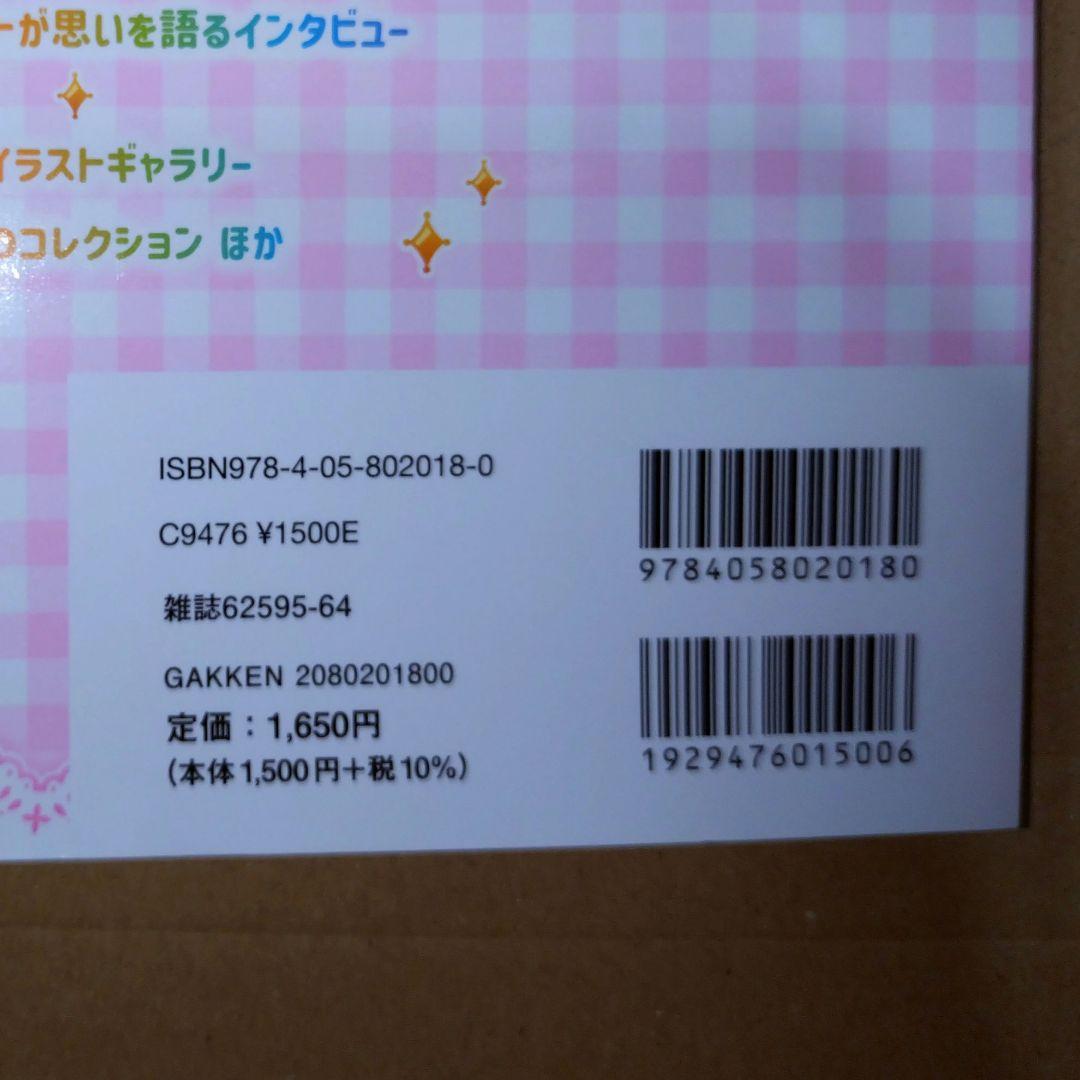 ーが思いを語るインタビュー
イラストギャラリー
のコレクション ほか
ISBN978-4-05-802018-0
C9476 ¥1500E
雑誌62595-64
GAKKEN 2080201800
定価：1,650円
（本体1,500円＋税10%）
9784058020180
1929476015006